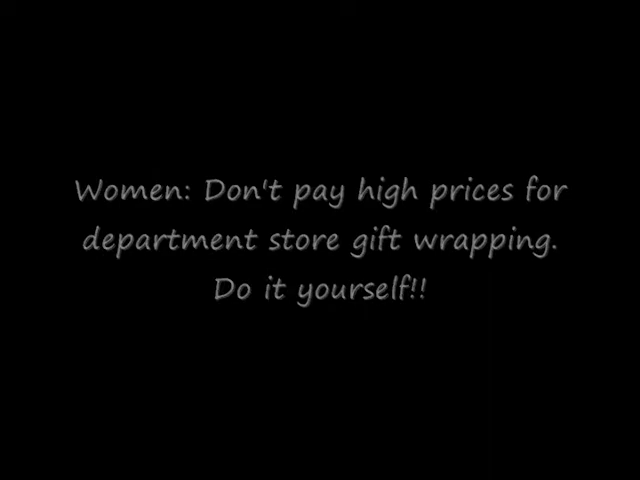 Women: Don't pay high prices for
department store gift wrapping.
Do it yourself!!